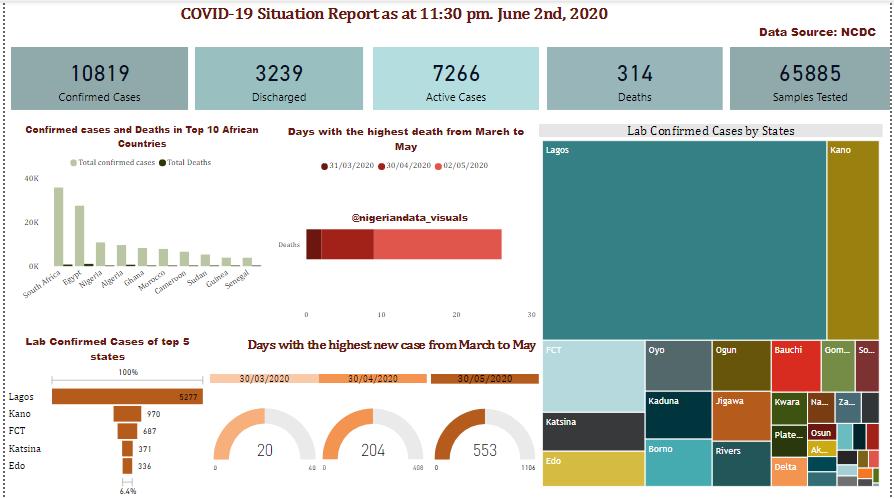 COVID-19 Situation Report as at 11:30 pm. June 2nd, 2020
Data Source: NCDC
10819
Confirmed Cases
3239
Discharged
7266
Active Cases
314
Deaths
65885
Samples Tested
Confirmed cases and Deaths in Top 10 African
Countries
Total confirmed cases Total Deaths
40K
20K
0K
South Africa
Egypt
Nigeria
Algeria
Ghana
Morocco
Cameroon
Sudan
Guinea
Senegal
Days with the highest death from March to
May
31/03/2020 30/04/2020 02/05/2020
@nigeriandata_visuals
Deaths
0 10 20 30
Lab Confirmed Cases of top 5
states
100%
Lagos 5277
Kano 970
FCT 687
Katsina 371
Edo 336
6.4%
Days with the highest new case from March to May
30/03/2020 30/04/2020 30/05/2020
20
0 40
204
0 408
553
0 1106
Lab Confirmed Cases by States
Lagos
Kano
FCT
Katsina
Edo
Oyo
Kaduna
Borno
Ogun
Jigawa
Rivers
Bauchi
Gom...
So...
Kwara
Na...
Za...
Plate...
Osun
Ak...
Delta